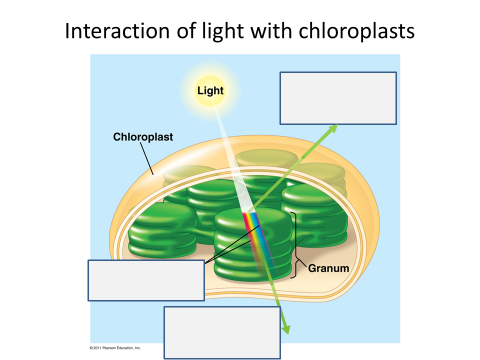 Interaction of light with chloroplasts
Light
Chloroplast
Granum
© 2011 Pearson Education, Inc.